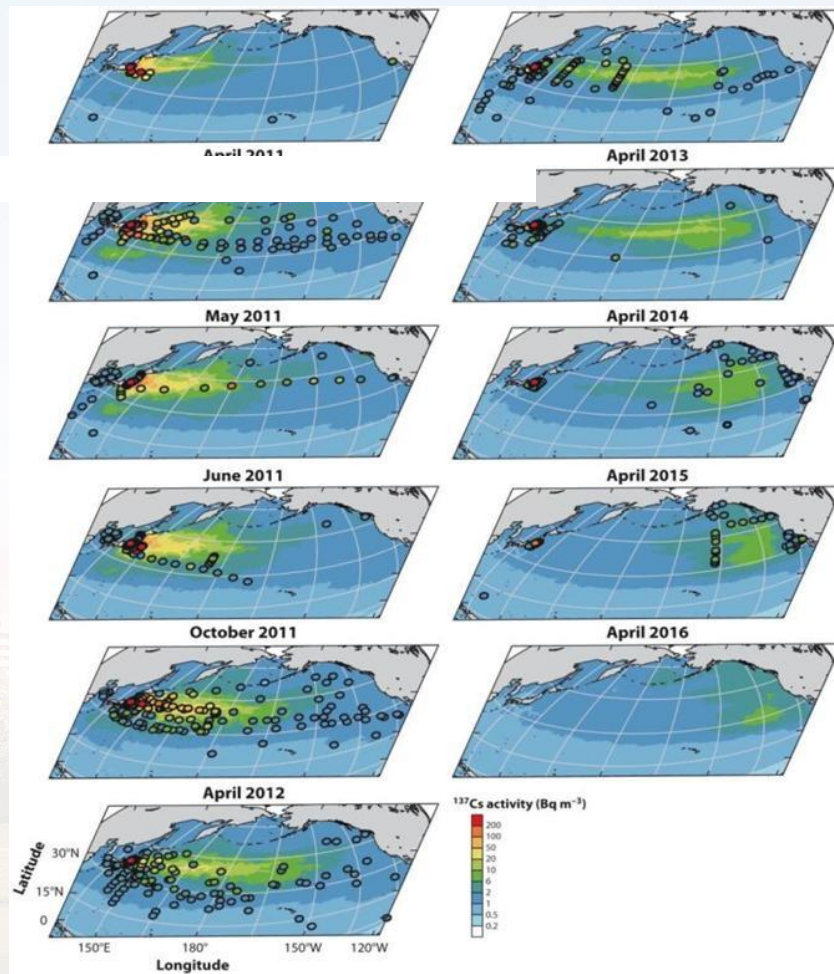 April 2011
May 2011
June 2011
October 2011
April 2012
30°N
15°N
0
Latitude
150°E 180° 150°W 120°W
Longitude
April 2013
April 2014
April 2015
April 2016
¹³⁷Cs activity (Bq m⁻³)
200
100
50
20
10
6
2
1
0.5
0.2